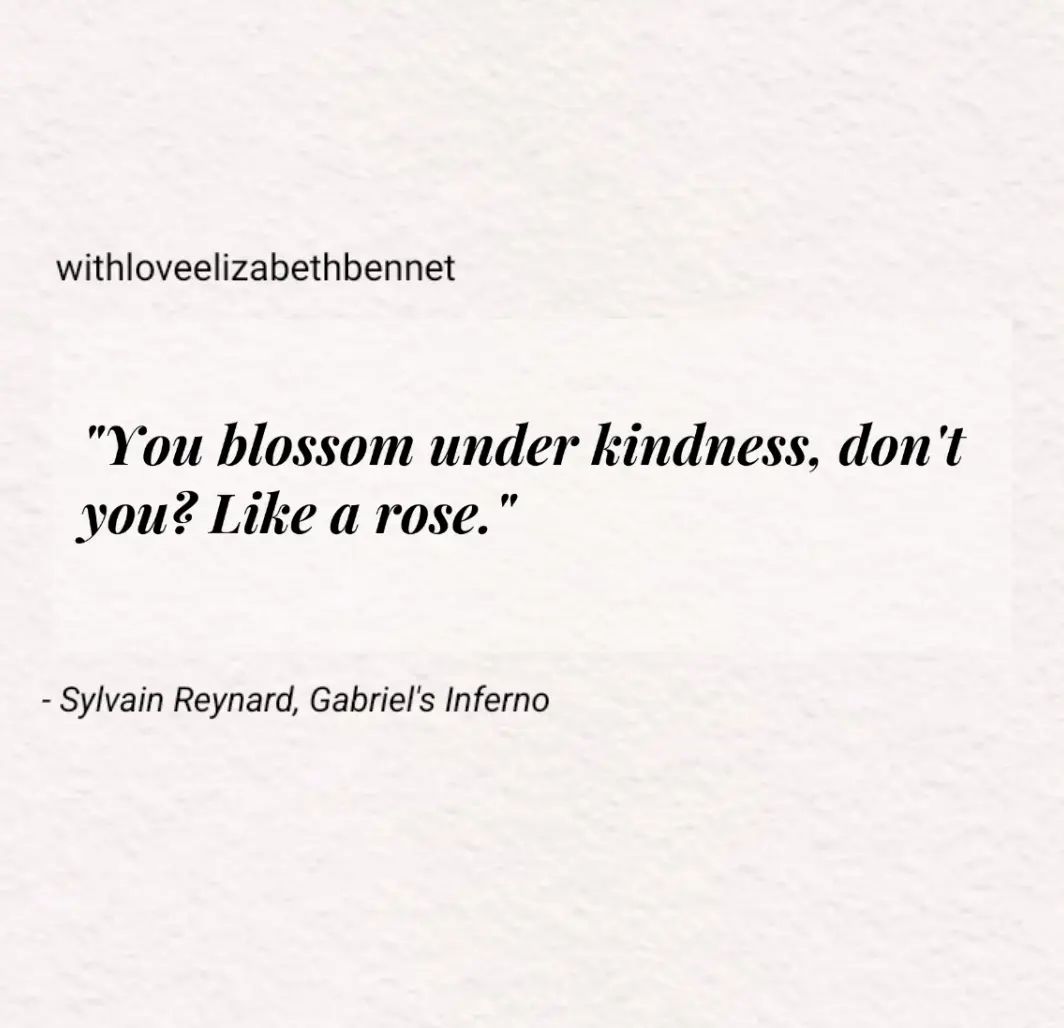 withloveelizabethbennet
"You blossom under kindness, don't
you? Like a rose."
- Sylvain Reynard, Gabriel's Inferno